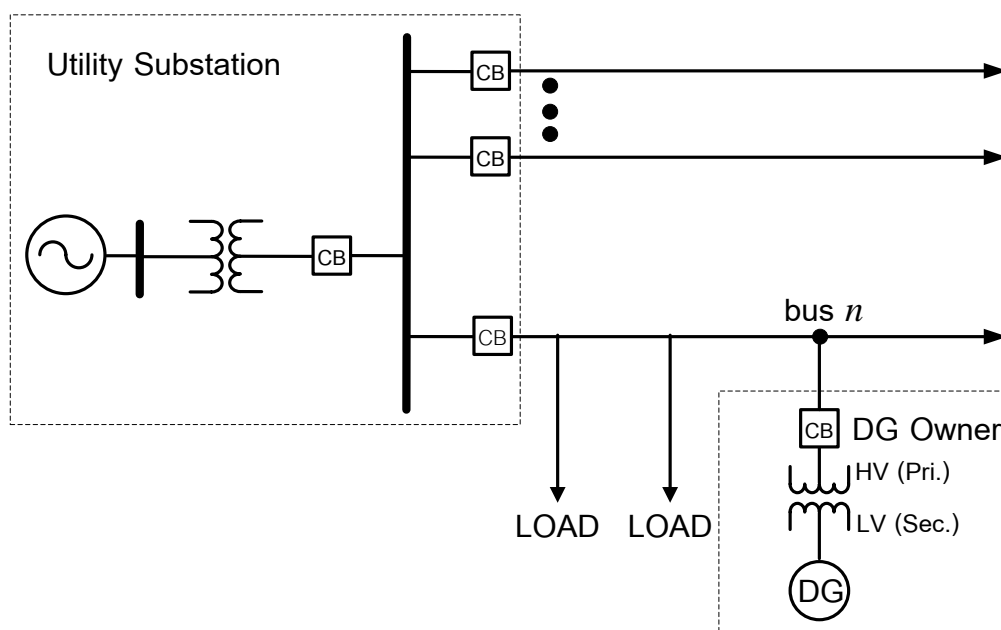 Utility Substation
CB
CB
CB
CB
bus n
CB
DG Owner
HV (Pri.)
LV (Sec.)
LOAD
LOAD
DG